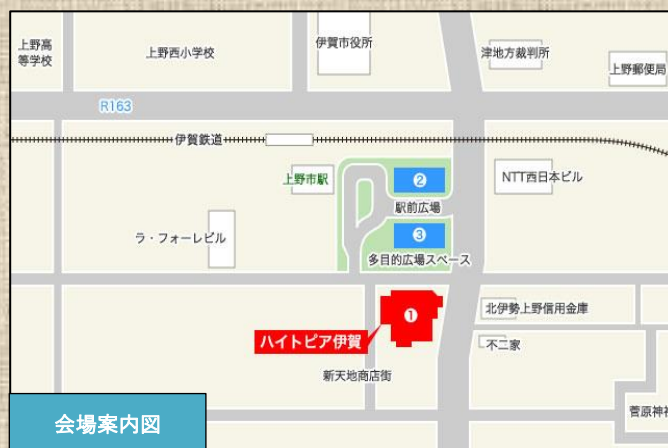 上野高
等学校
上野西小学校
伊賀市役所
津地方裁判所
上野郵便局
R163
伊賀鉄道
上野市駅
❷
NTT西日本ビル
駅前広場
ラ・フォーレビル
❸
多目的広場スペース
❶
北伊勢上野信用金庫
ハイトピア伊賀
不二家
新天地商店街
菅原神社
会場案内図